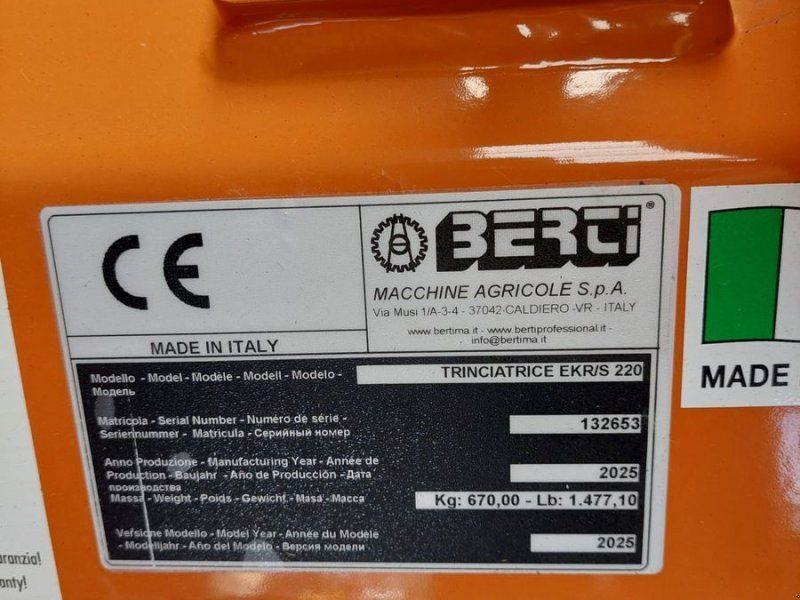 CE
BERTI®
MACCHINE AGRICOLE S.p.A.
Via Musi 1/A-3-4 - 37042-CALDIERO -VR - ITALY
www.bertima.it - www.bertiprofessional.it -
info@bertima.it
MADE IN ITALY
Modello - Model - Modèle - Modell - Modelo -
Модель
TRINCIATRICE EKR/S 220
Matricola - Serial Number - Numéro de série -
Seriennummer - Matricula - Серийный номер
132653
Anno Produzione - Manufacturing Year - Année de
Production - Baujahr - Año de Producción - Дата
производства
2025
Massa - Weight - Poids - Gewicht - Masa - Масса
Kg: 670,00 - Lb: 1.477,10
Versione Modello - Model Year - Année du Modèle
- Modelljahr - Año del Modelo - Версия модели
2025
MADE
aranzia!
anty!